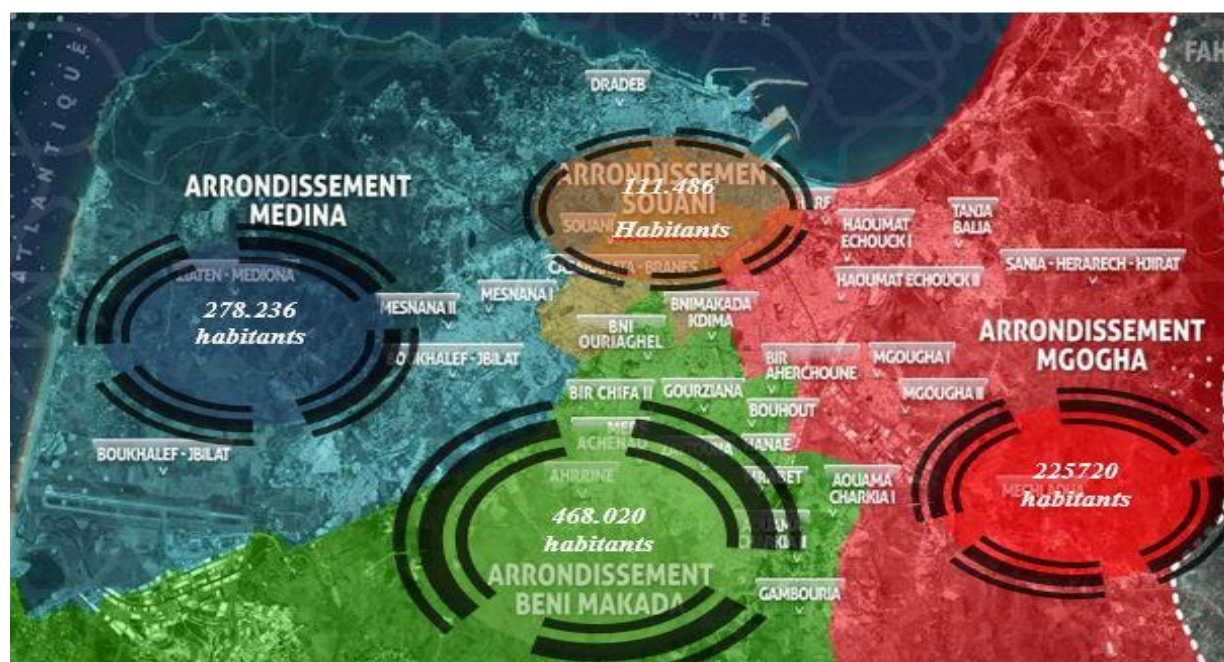 ATLANTIQUE
FAH
DRADEB
ARRONDISSEMENT
SOUANI
111.486
Habitants
SOUANI
ARRONDISSEMENT
MEDINA
278.236
habitants
MESNANA II
MESNANA I
BOUKHALEF - JBILAT
BOUKHALEF - JBILAT
BNI
OURIAGHEL
BNIMAKADA
KDIMA
HAOUMAT
ECHOUCK I
TANJA
BALIA
SANIA - HERARECH - HJIRAT
HAOUMAT ECHOUCK II
ARRONDISSEMENT
MGOGHA
BIR
AHERCHOUNE
MGOUGHA I
MGOUGHA II
BIR CHIFA II
GOURZIANA
BOUHOUT
ACHENAD
AHRRINE
AOUAMA
CHARKIA I
225720
habitants
468.020
habitants
ARRONDISSEMENT
BENI MAKADA
GAMBOURIA